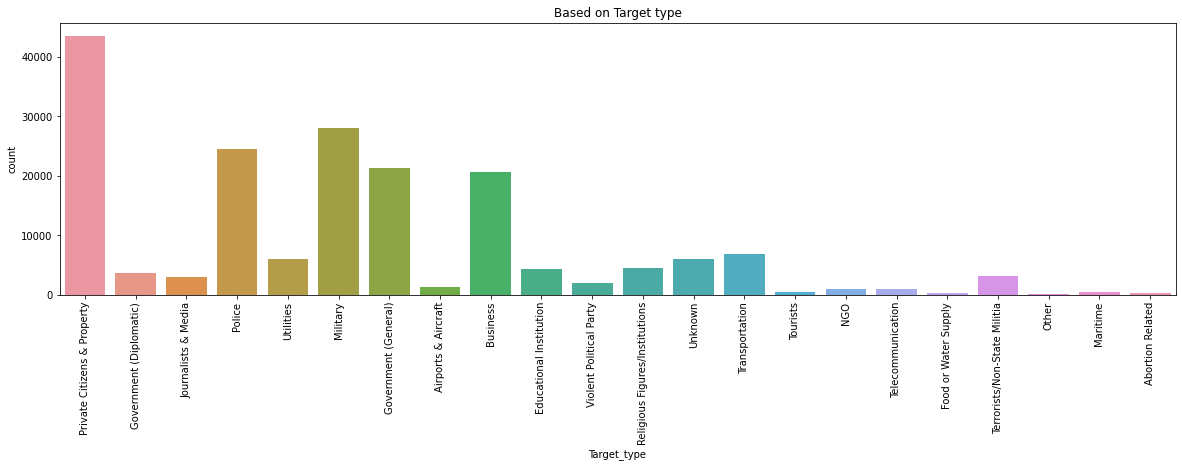 Based on Target type
count
40000
30000
20000
10000
0
Private Citizens & Property
Government (Diplomatic)
Journalists & Media
Police
Utilities
Military
Government (General)
Airports & Aircraft
Business
Educational Institution
Violent Political Party
Religious Figures/Institutions
Unknown
Transportation
Tourists
NGO
Telecommunication
Food or Water Supply
Terrorists/Non-State Militia
Other
Maritime
Abortion Related
Target_type